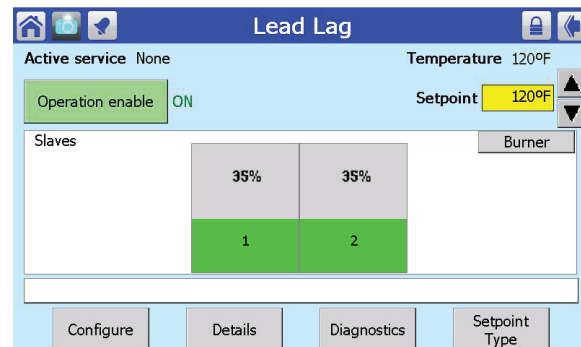 Lead Lag
Active service None
Temperature 120ºF
Operation enable ON
Setpoint 120ºF
Slaves
Burner
35% 35%
1 2
Configure Details Diagnostics Setpoint Type